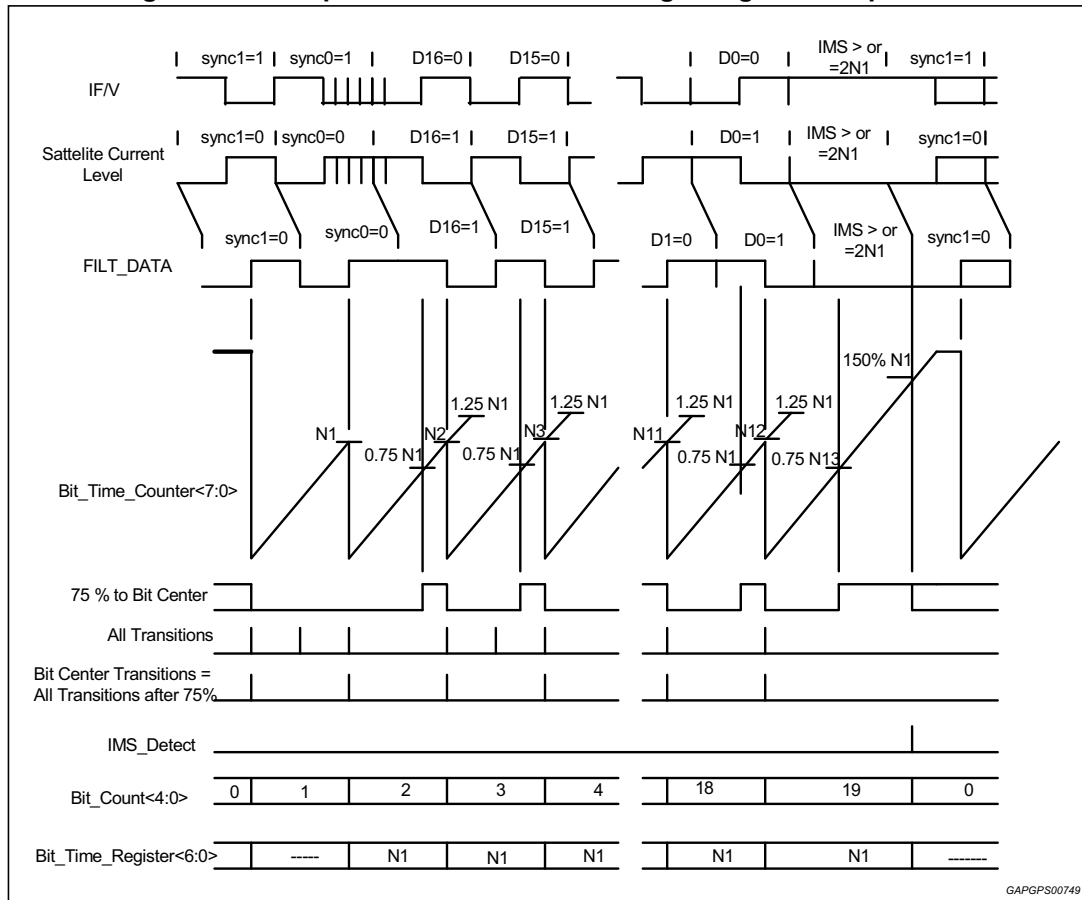 sync1=1 sync0=1 D16=0 D15=0 D0=0 IMS > or sync1=1
=2N1
IF/V
sync1=0 sync0=0 D16=1 D15=1 D0=1 IMS > or sync1=0
=2N1
Sattelite Current
Level
sync1=0 sync0=0 D16=1 D15=1 D1=0 D0=1 IMS > or sync1=0
=2N1
FILT_DATA
150% N1
1.25 N1 1.25 N1 1.25 N1 1.25 N1
N1 N2 N3 N11 N12
0.75 N1 0.75 N1 0.75 N1 0.75 N13
Bit_Time_Counter<7:0>
75 % to Bit Center
All Transitions
Bit Center Transitions =
All Transitions after 75%
IMS_Detect
Bit_Count<4:0> 0 1 2 3 4 18 19 0
Bit_Time_Register<6:0> ----- N1 N1 N1 N1 N1 -------
GAPGPS00749